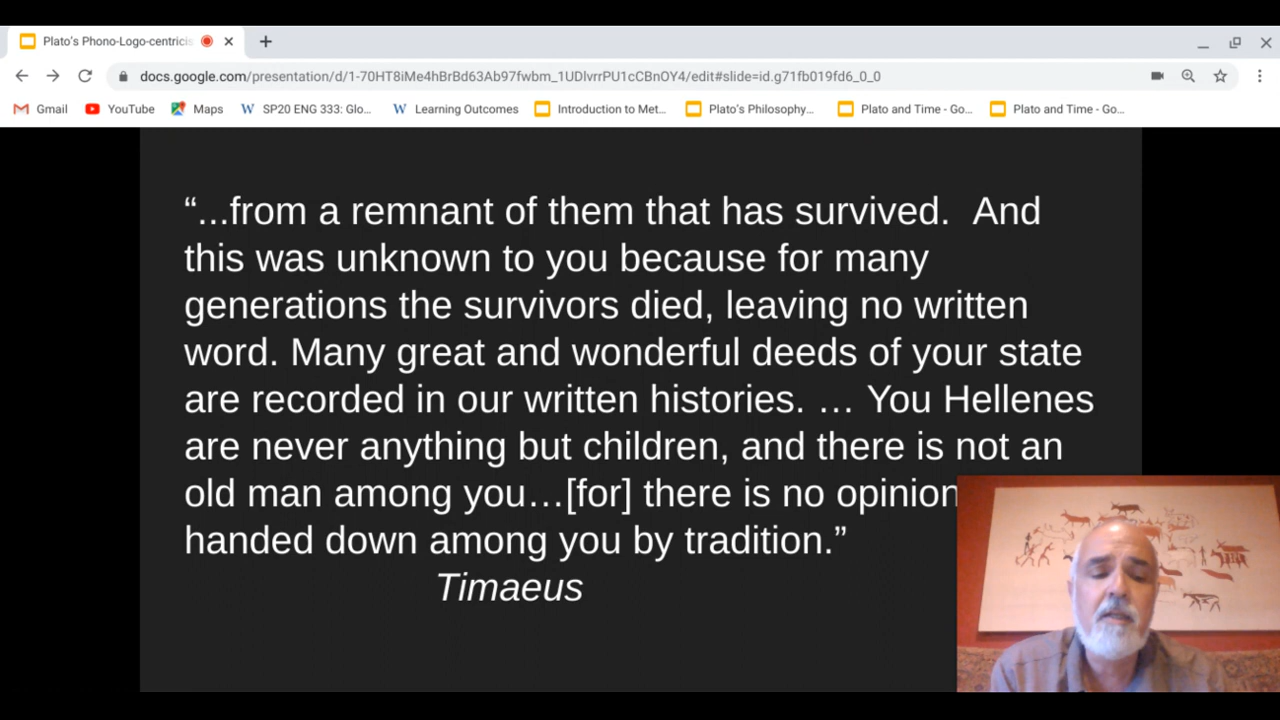 Plato's Phono-Logo-centricis
docs.google.com/presentation/d/1-70HT8iMe4hBrBd63Ab97fwbm_1UDlvrrPU1cCBnOY4/edit#slide=id.g71fb019fd6_0_0
Gmail YouTube Maps SP20 ENG 333: Glo... Learning Outcomes Introduction to Met... Plato's Philosophy... Plato and Time - Go... Plato and Time - Go...
“...from a remnant of them that has survived. And
this was unknown to you because for many
generations the survivors died, leaving no written
word. Many great and wonderful deeds of your state
are recorded in our written histories. … You Hellenes
are never anything but children, and there is not an
old man among you…[for] there is no opinion
handed down among you by tradition.”
Timaeus